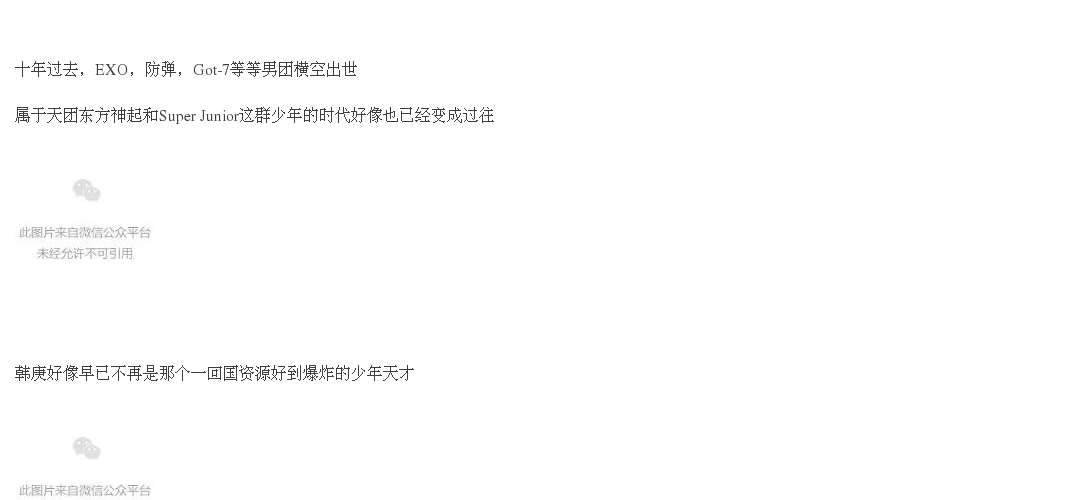 十年过去，EXO，防弹，Got-7等等男团横空出世
属于天团东方神起和Super Junior这群少年的时代好像也已经变成过往
此图片来自微信公众平台
未经允许不可引用
韩庚好像早已不再是那个一回国资源好到爆炸的少年天才
此图片来自微信公众平台